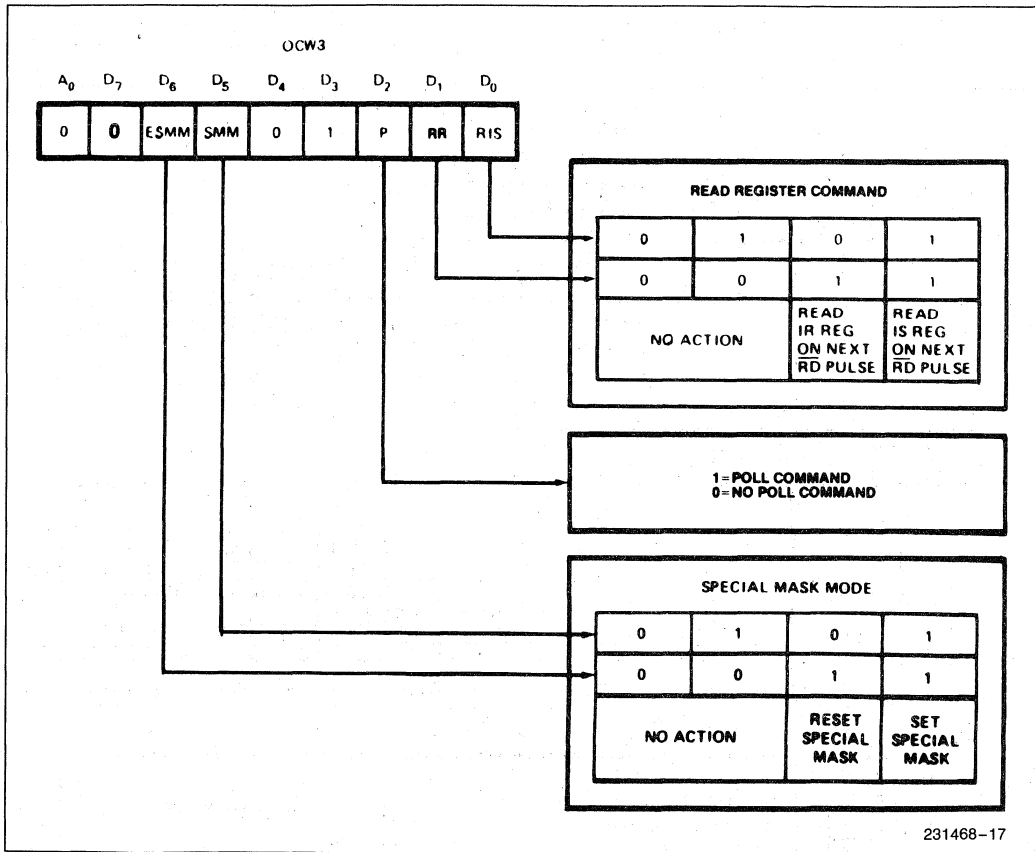 OCW3
A0 D7 D6 D5 D4 D3 D2 D1 D0
0 0 ESMM SMM 0 1 P RR RIS
READ REGISTER COMMAND
0 1 0 1
0 0 1 1
NO ACTION
READ
IR REG
ON NEXT
RD PULSE
READ
IS REG
ON NEXT
RD PULSE
1=POLL COMMAND
0=NO POLL COMMAND
SPECIAL MASK MODE
0 1 0 1
0 0 1 1
NO ACTION
RESET
SPECIAL
MASK
SET
SPECIAL
MASK
231468–17